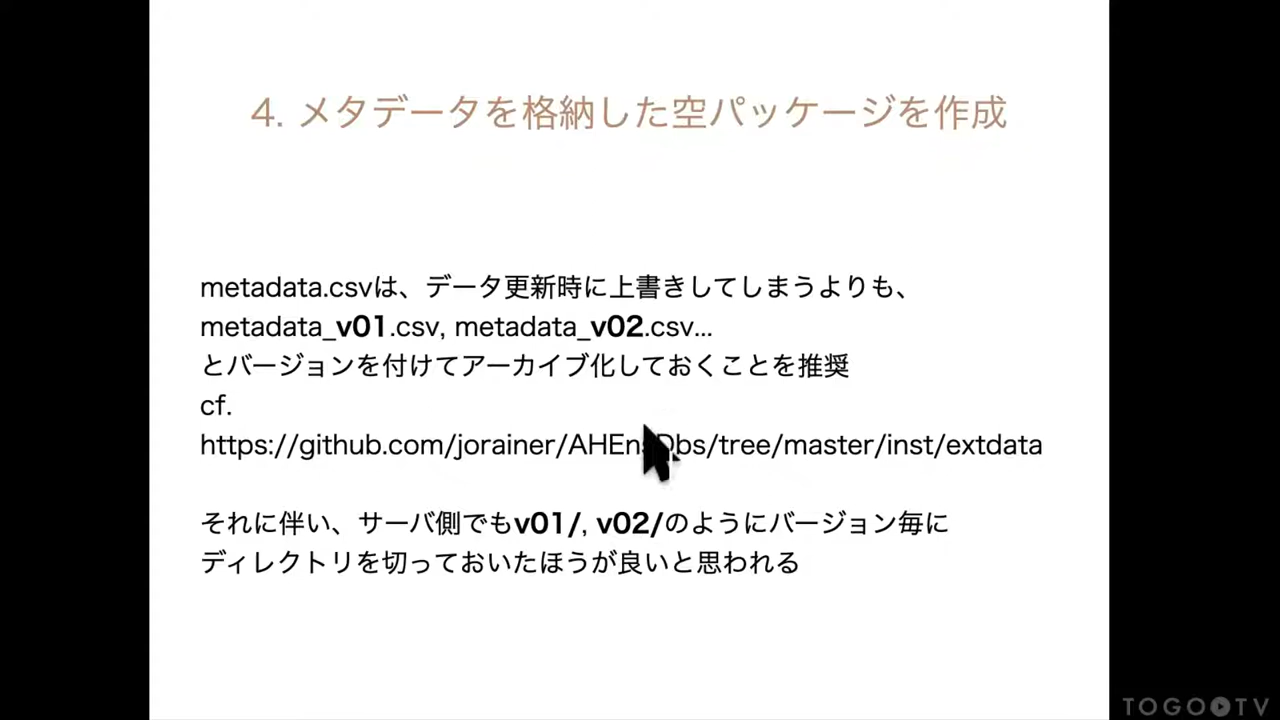 4. メタデータを格納した空パッケージを作成
metadata.csvは、データ更新時に上書きしてしまうよりも、
metadata_v01.csv, metadata_v02.csv...
とバージョンを付けてアーカイブ化しておくことを推奨
cf.
https://github.com/jorainer/AHEnsDbs/tree/master/inst/extdata
それに伴い、サーバ側でもv01/, v02/のようにバージョン毎に
ディレクトリを切っておいたほうが良いと思われる
TOGOTV